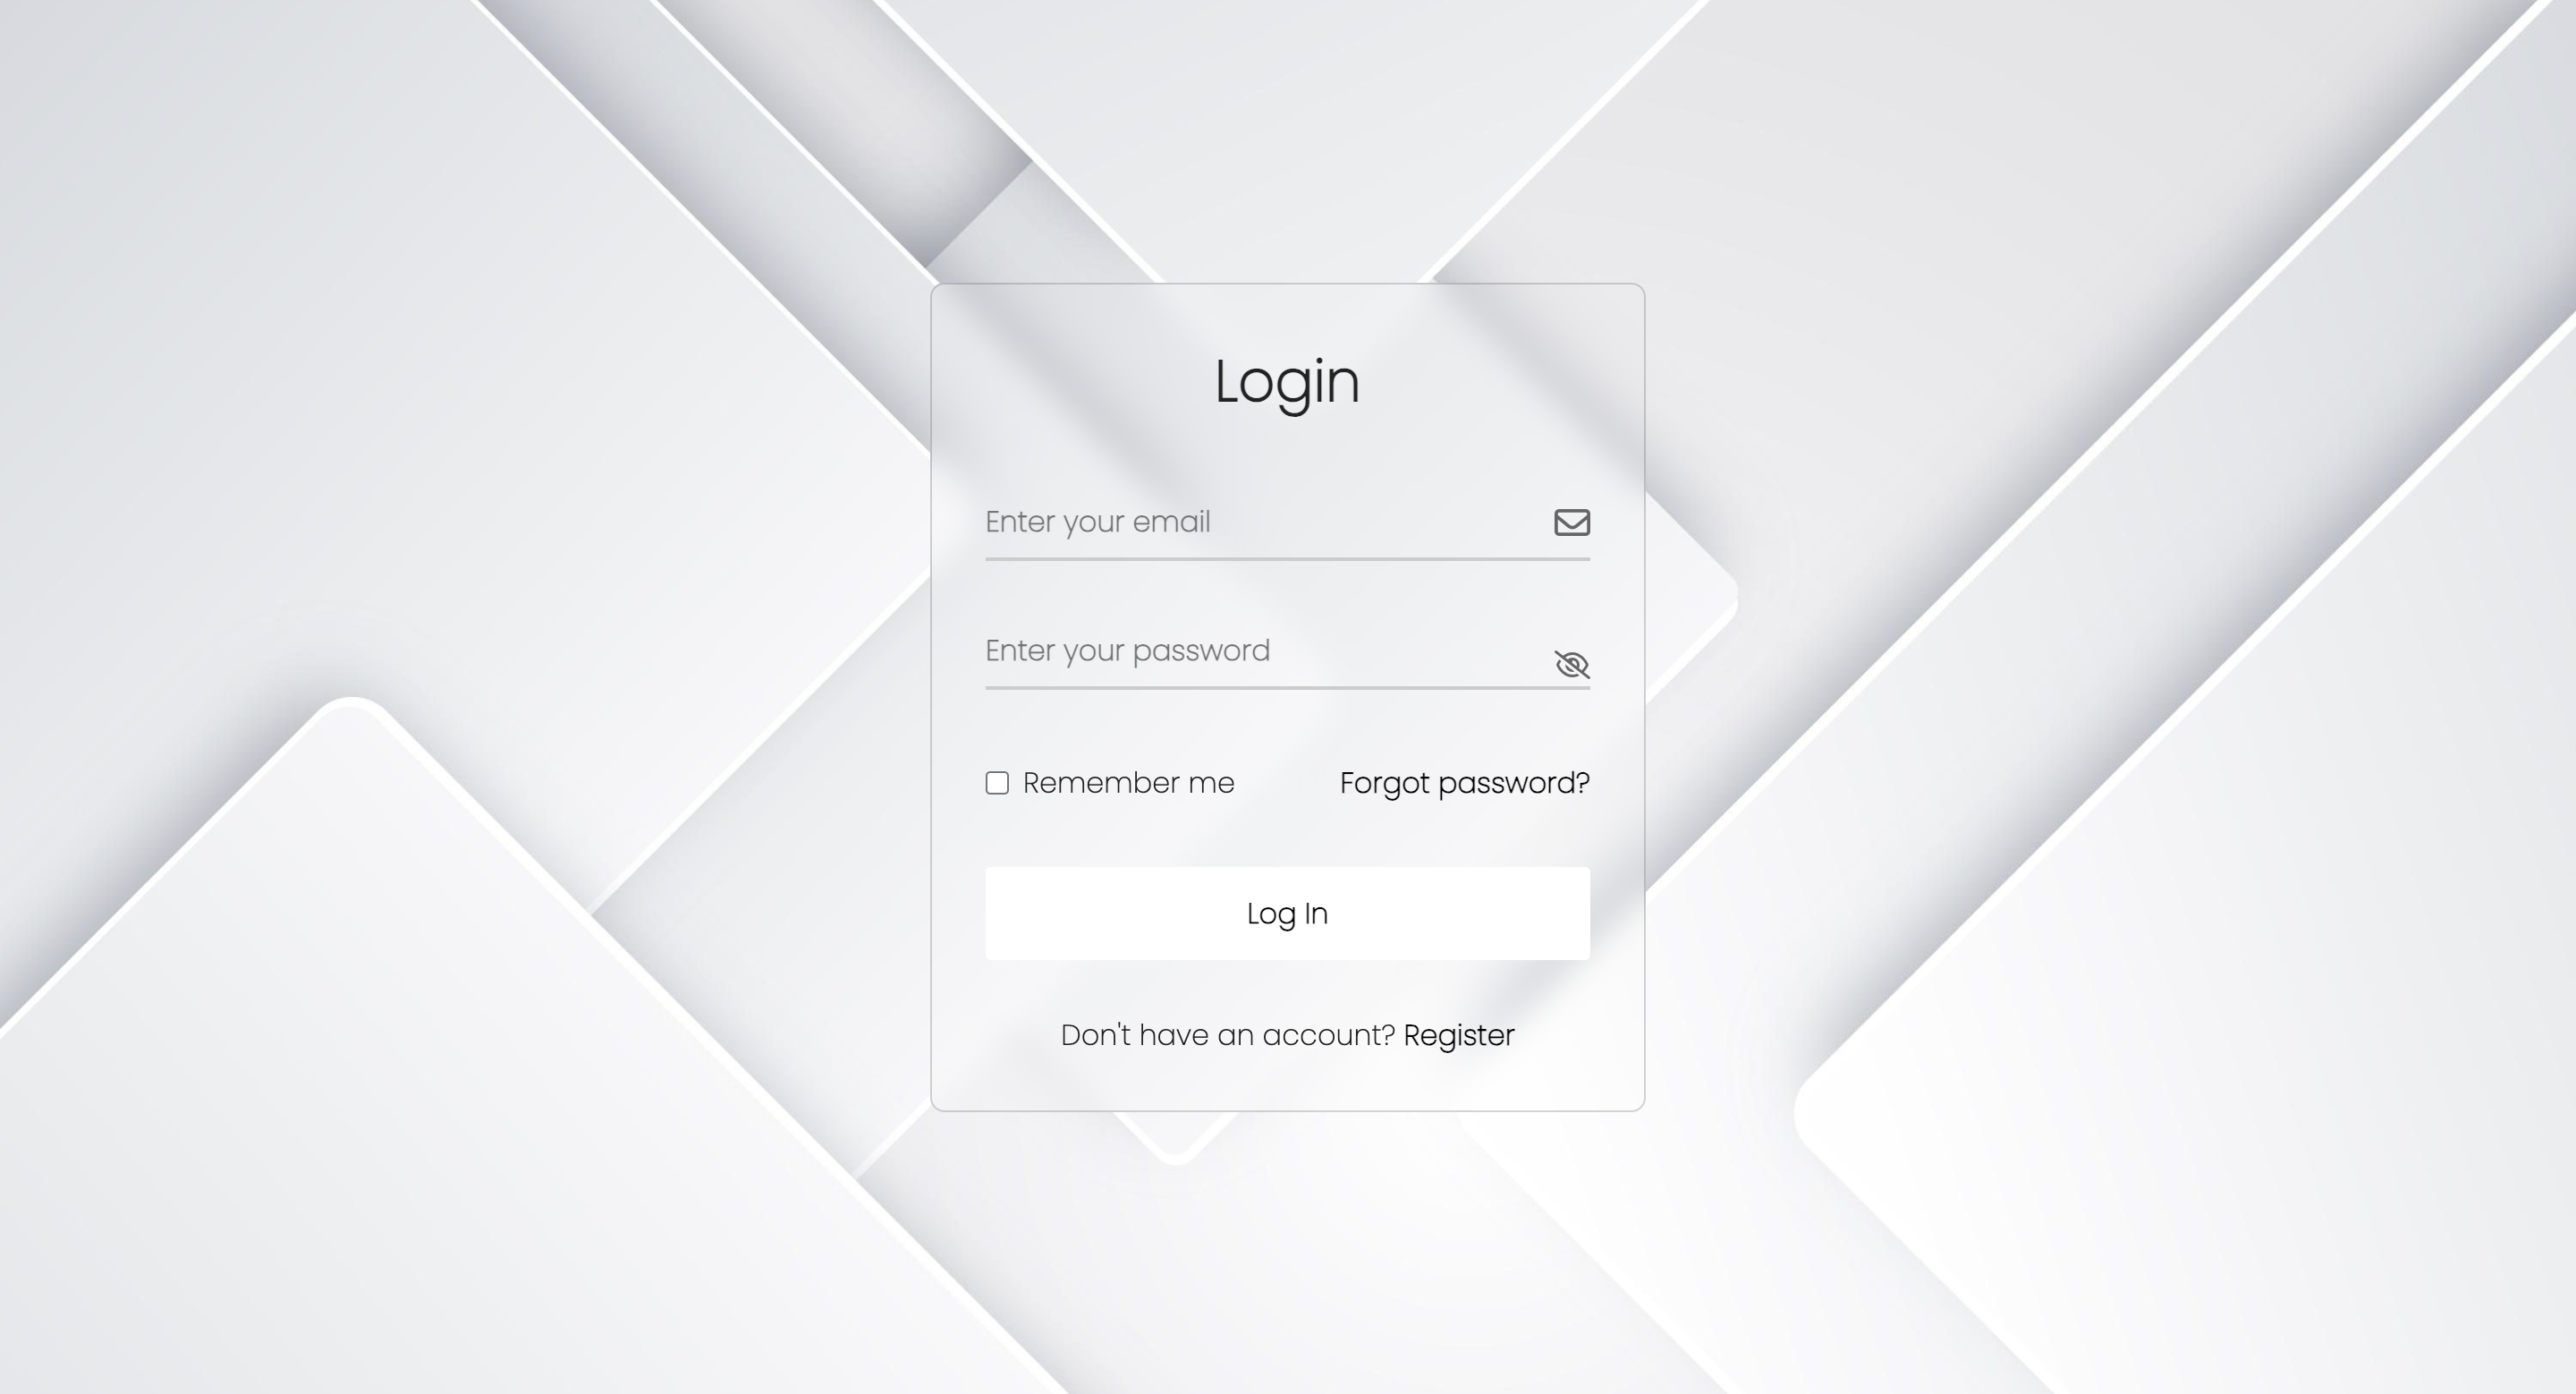 Login
Enter your email
Enter your password
Remember me
Forgot password?
Log In
Don't have an account? Register